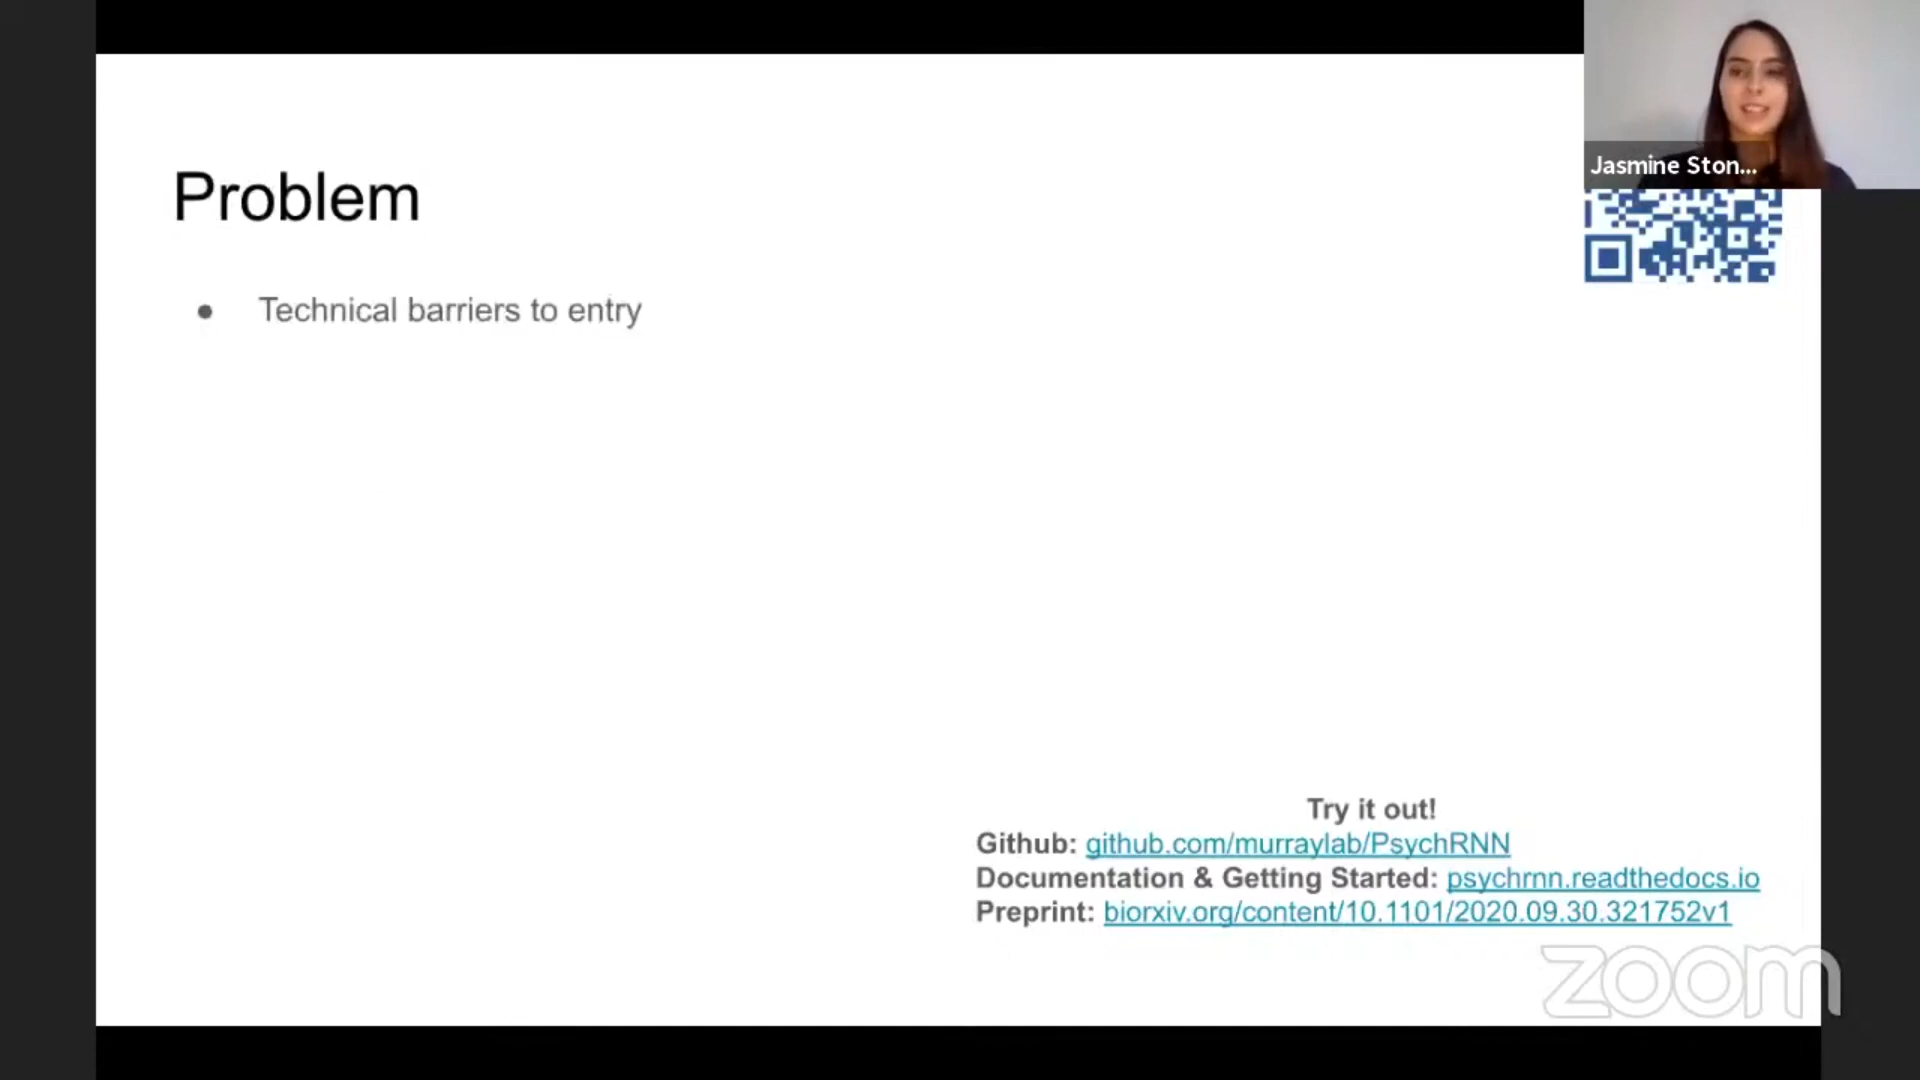 Jasmine Ston...
Problem
● Technical barriers to entry
Try it out!
Github: github.com/murraylab/PsychRNN
Documentation & Getting Started: psychrnn.readthedocs.io
Preprint: biorxiv.org/content/10.1101/2020.09.30.321752v1
zoom